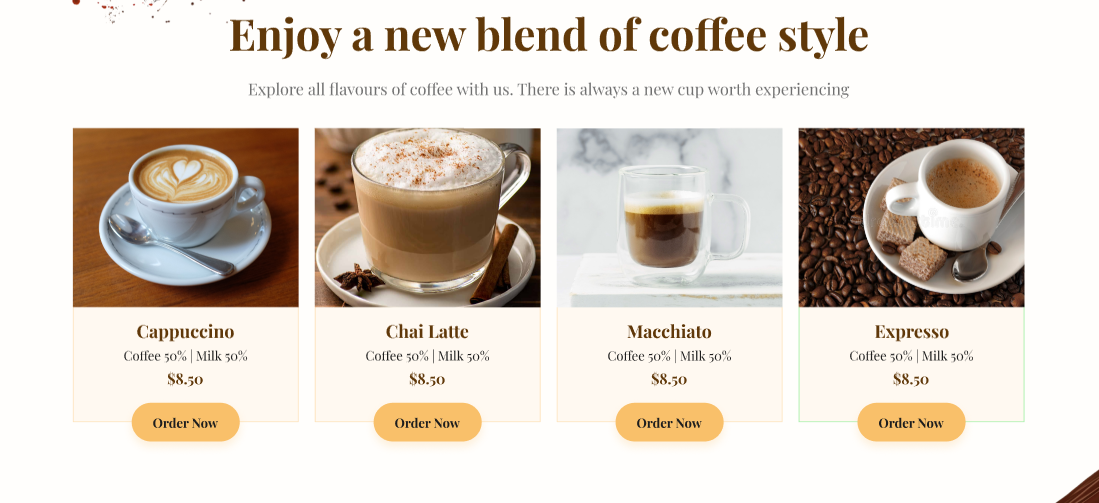 Enjoy a new blend of coffee style
Explore all flavours of coffee with us. There is always a new cup worth experiencing
Cappuccino
Coffee 50% | Milk 50%
$8.50
Order Now
Chai Latte
Coffee 50% | Milk 50%
$8.50
Order Now
Macchiato
Coffee 50% | Milk 50%
$8.50
Order Now
Expresso
Coffee 50% | Milk 50%
$8.50
Order Now